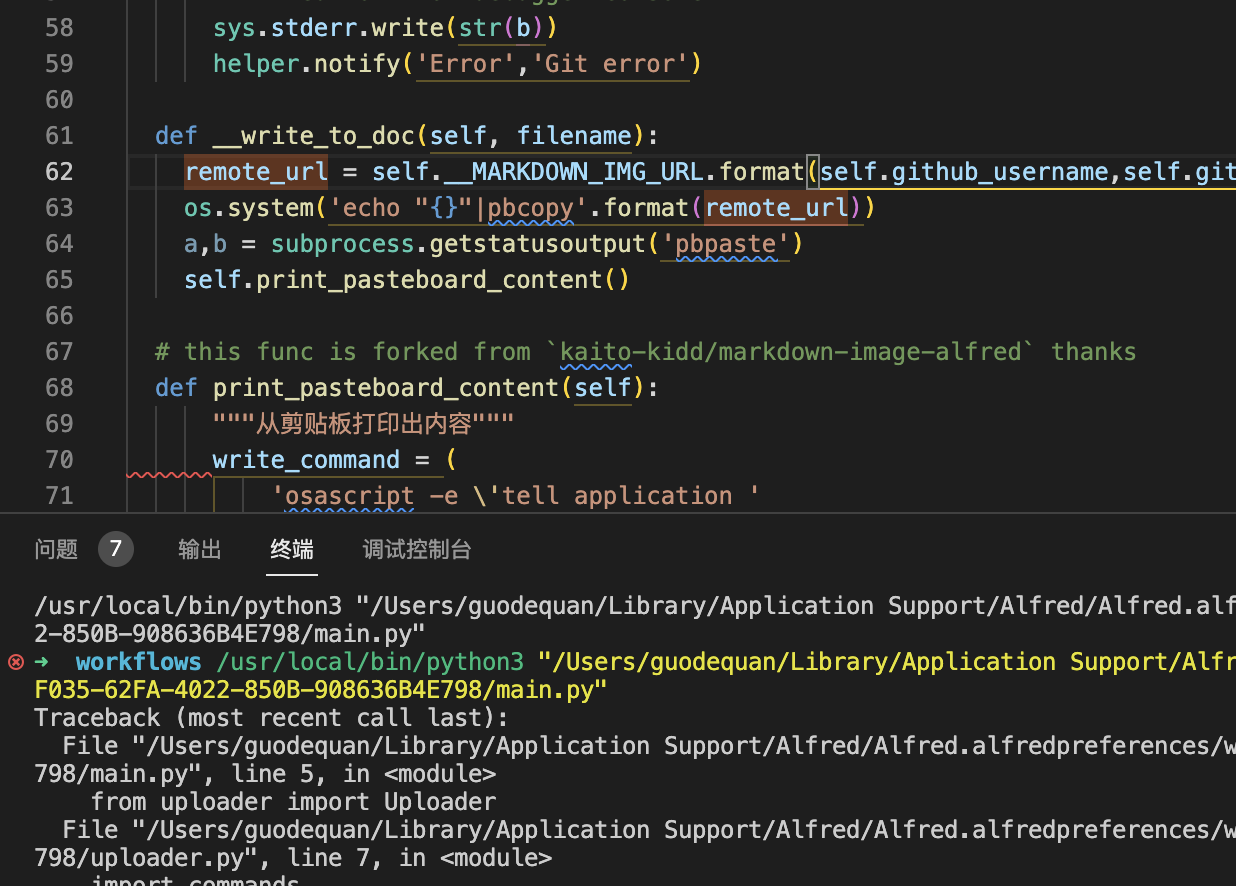 58 sys.stderr.write(str(b))
59 helper.notify('Error','Git error')
60
61 def __write_to_doc(self, filename):
62 remote_url = self.__MARKDOWN_IMG_URL.format(self.github_username,self.git
63 os.system('echo "{}"|pbcopy'.format(remote_url))
64 a,b = subprocess.getstatusoutput('pbpaste')
65 self.print_pasteboard_content()
66
67 # this func is forked from `kaito-kidd/markdown-image-alfred` thanks
68 def print_pasteboard_content(self):
69 """从剪贴板打印出内容"""
70 write_command = (
71 'osascript -e \'tell application '
问题 7 输出 终端 调试控制台
/usr/local/bin/python3 "/Users/guodequan/Library/Application Support/Alfred/Alfred.alf
2-850B-908636B4E798/main.py"
➜ workflows /usr/local/bin/python3 "/Users/guodequan/Library/Application Support/Alfr
F035-62FA-4022-850B-908636B4E798/main.py"
Traceback (most recent call last):
File "/Users/guodequan/Library/Application Support/Alfred/Alfred.alfredpreferences/w
798/main.py", line 5, in <module>
from uploader import Uploader
File "/Users/guodequan/Library/Application Support/Alfred/Alfred.alfredpreferences/w
798/uploader.py", line 7, in <module>
import commands